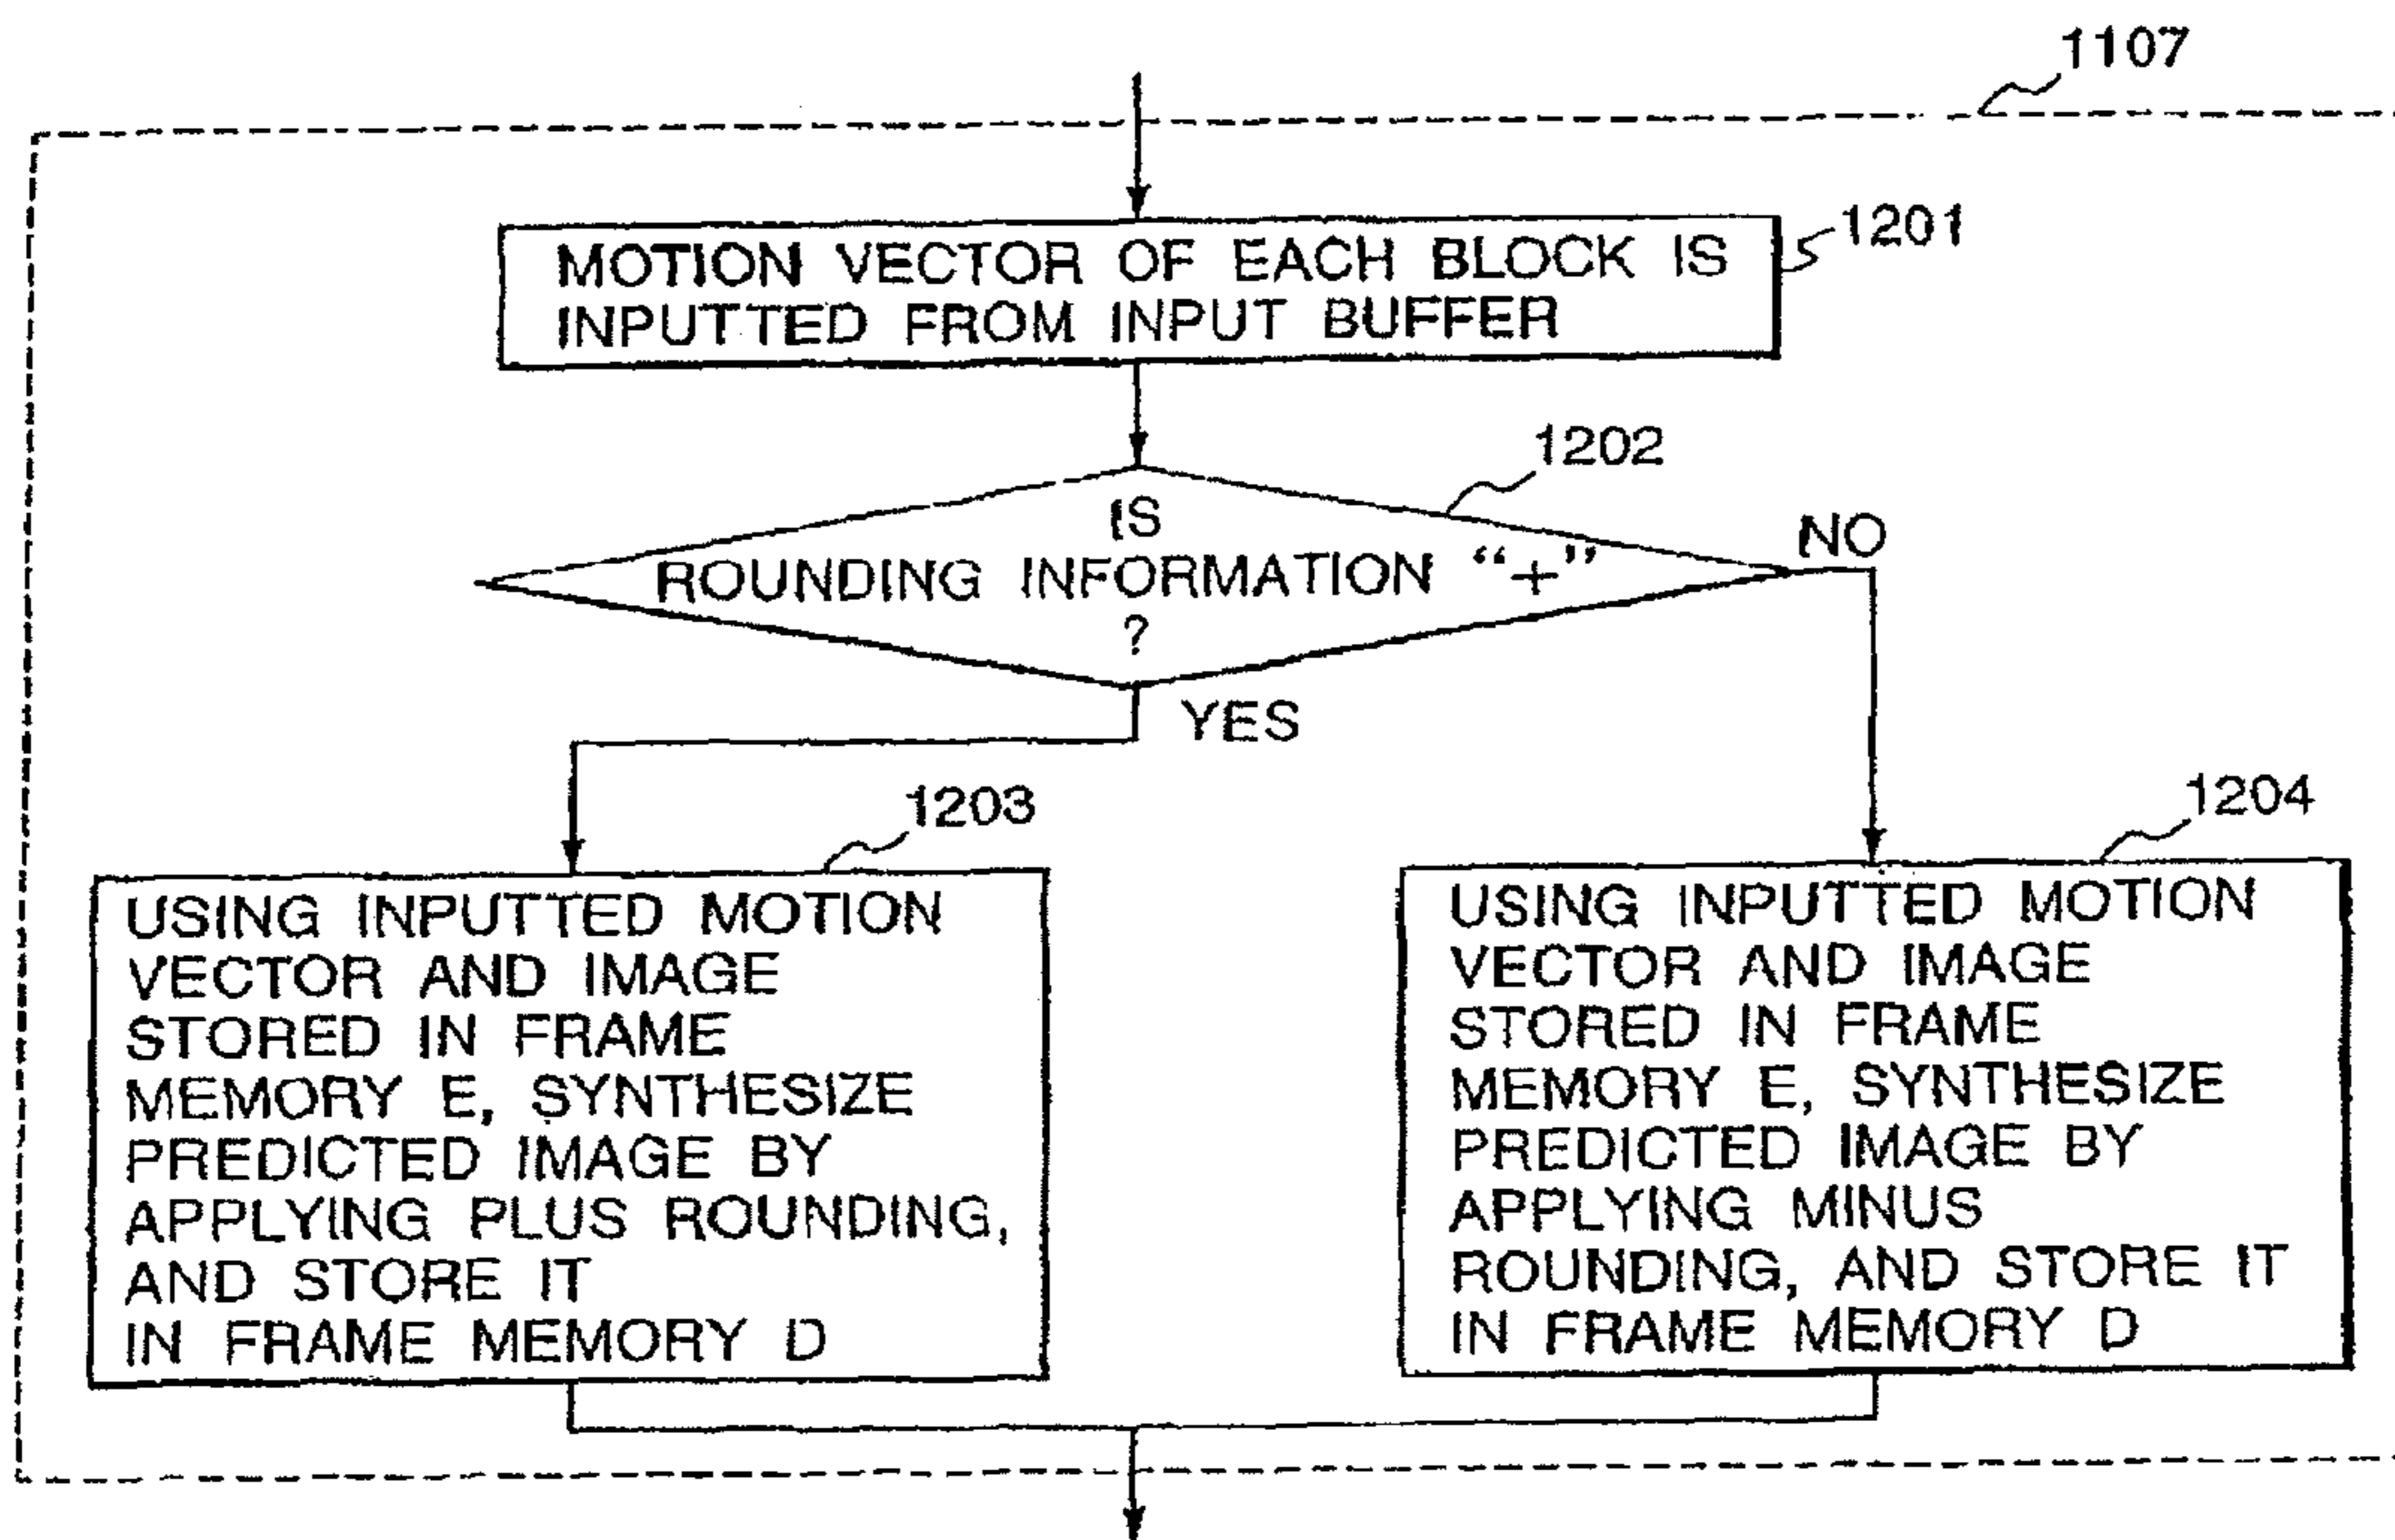 1107
1201
MOTION VECTOR OF EACH BLOCK IS
INPUTTED FROM INPUT BUFFER
1202
IS
ROUNDING INFORMATION “+”
?
NO
YES
1203
USING INPUTTED MOTION
VECTOR AND IMAGE
STORED IN FRAME
MEMORY E, SYNTHESIZE
PREDICTED IMAGE BY
APPLYING PLUS ROUNDING,
AND STORE IT
IN FRAME MEMORY D
1204
USING INPUTTED MOTION
VECTOR AND IMAGE
STORED IN FRAME
MEMORY E, SYNTHESIZE
PREDICTED IMAGE BY
APPLYING MINUS
ROUNDING, AND STORE IT
IN FRAME MEMORY D